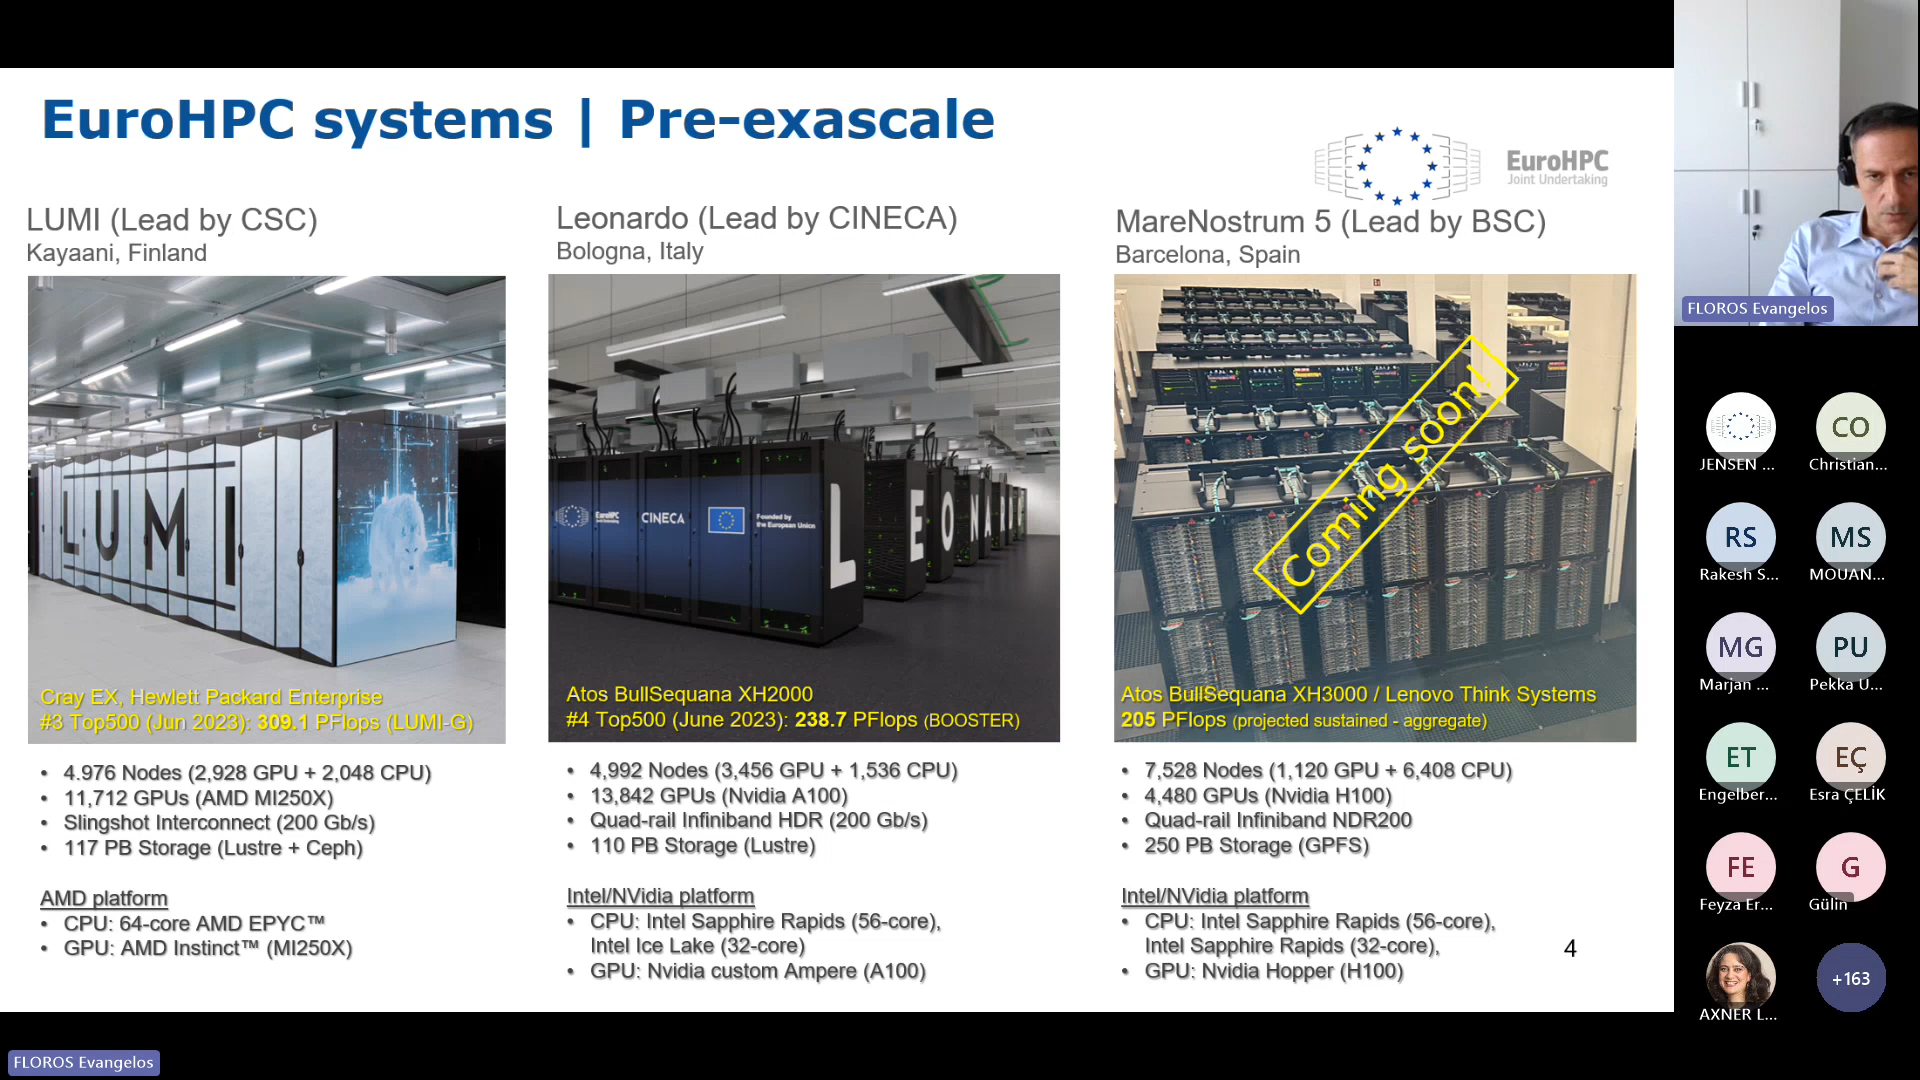 EuroHPC systems | Pre-exascale
EuroHPC
Joint Undertaking
LUMI (Lead by CSC)
Kayaani, Finland
LUMI
Cray EX, Hewlett Packard Enterprise
#3 Top500 (Jun 2023): 309.1 PFlops (LUMI-G)
• 4.976 Nodes (2,928 GPU + 2,048 CPU)
• 11,712 GPUs (AMD MI250X)
• Slingshot Interconnect (200 Gb/s)
• 117 PB Storage (Lustre + Ceph)
AMD platform
• CPU: 64-core AMD EPYC™
• GPU: AMD Instinct™ (MI250X)
Leonardo (Lead by CINECA)
Bologna, Italy
EuroHPC
CINECA
Founded by
the European Union
LEONA
Atos BullSequana XH2000
#4 Top500 (June 2023): 238.7 PFlops (BOOSTER)
• 4,992 Nodes (3,456 GPU + 1,536 CPU)
• 13,842 GPUs (Nvidia A100)
• Quad-rail Infiniband HDR (200 Gb/s)
• 110 PB Storage (Lustre)
Intel/NVidia platform
• CPU: Intel Sapphire Rapids (56-core),
Intel Ice Lake (32-core)
• GPU: Nvidia custom Ampere (A100)
MareNostrum 5 (Lead by BSC)
Barcelona, Spain
Coming soon!
Atos BullSequana XH3000 / Lenovo Think Systems
205 PFlops (projected sustained - aggregate)
• 7,528 Nodes (1,120 GPU + 6,408 CPU)
• 4,480 GPUs (Nvidia H100)
• Quad-rail Infiniband NDR200
• 250 PB Storage (GPFS)
Intel/NVidia platform
• CPU: Intel Sapphire Rapids (56-core),
Intel Sapphire Rapids (32-core),
• GPU: Nvidia Hopper (H100)
4
FLOROS Evangelos
JENSEN ...
CO
Christian...
RS
Rakesh S...
MS
MOUAN...
MG
Marjan ...
PU
Pekka U...
ET
Engelber...
EÇ
Esra ÇELİK
FE
Feyza Er...
G
Gülin
AXNER L...
+163
FLOROS Evangelos